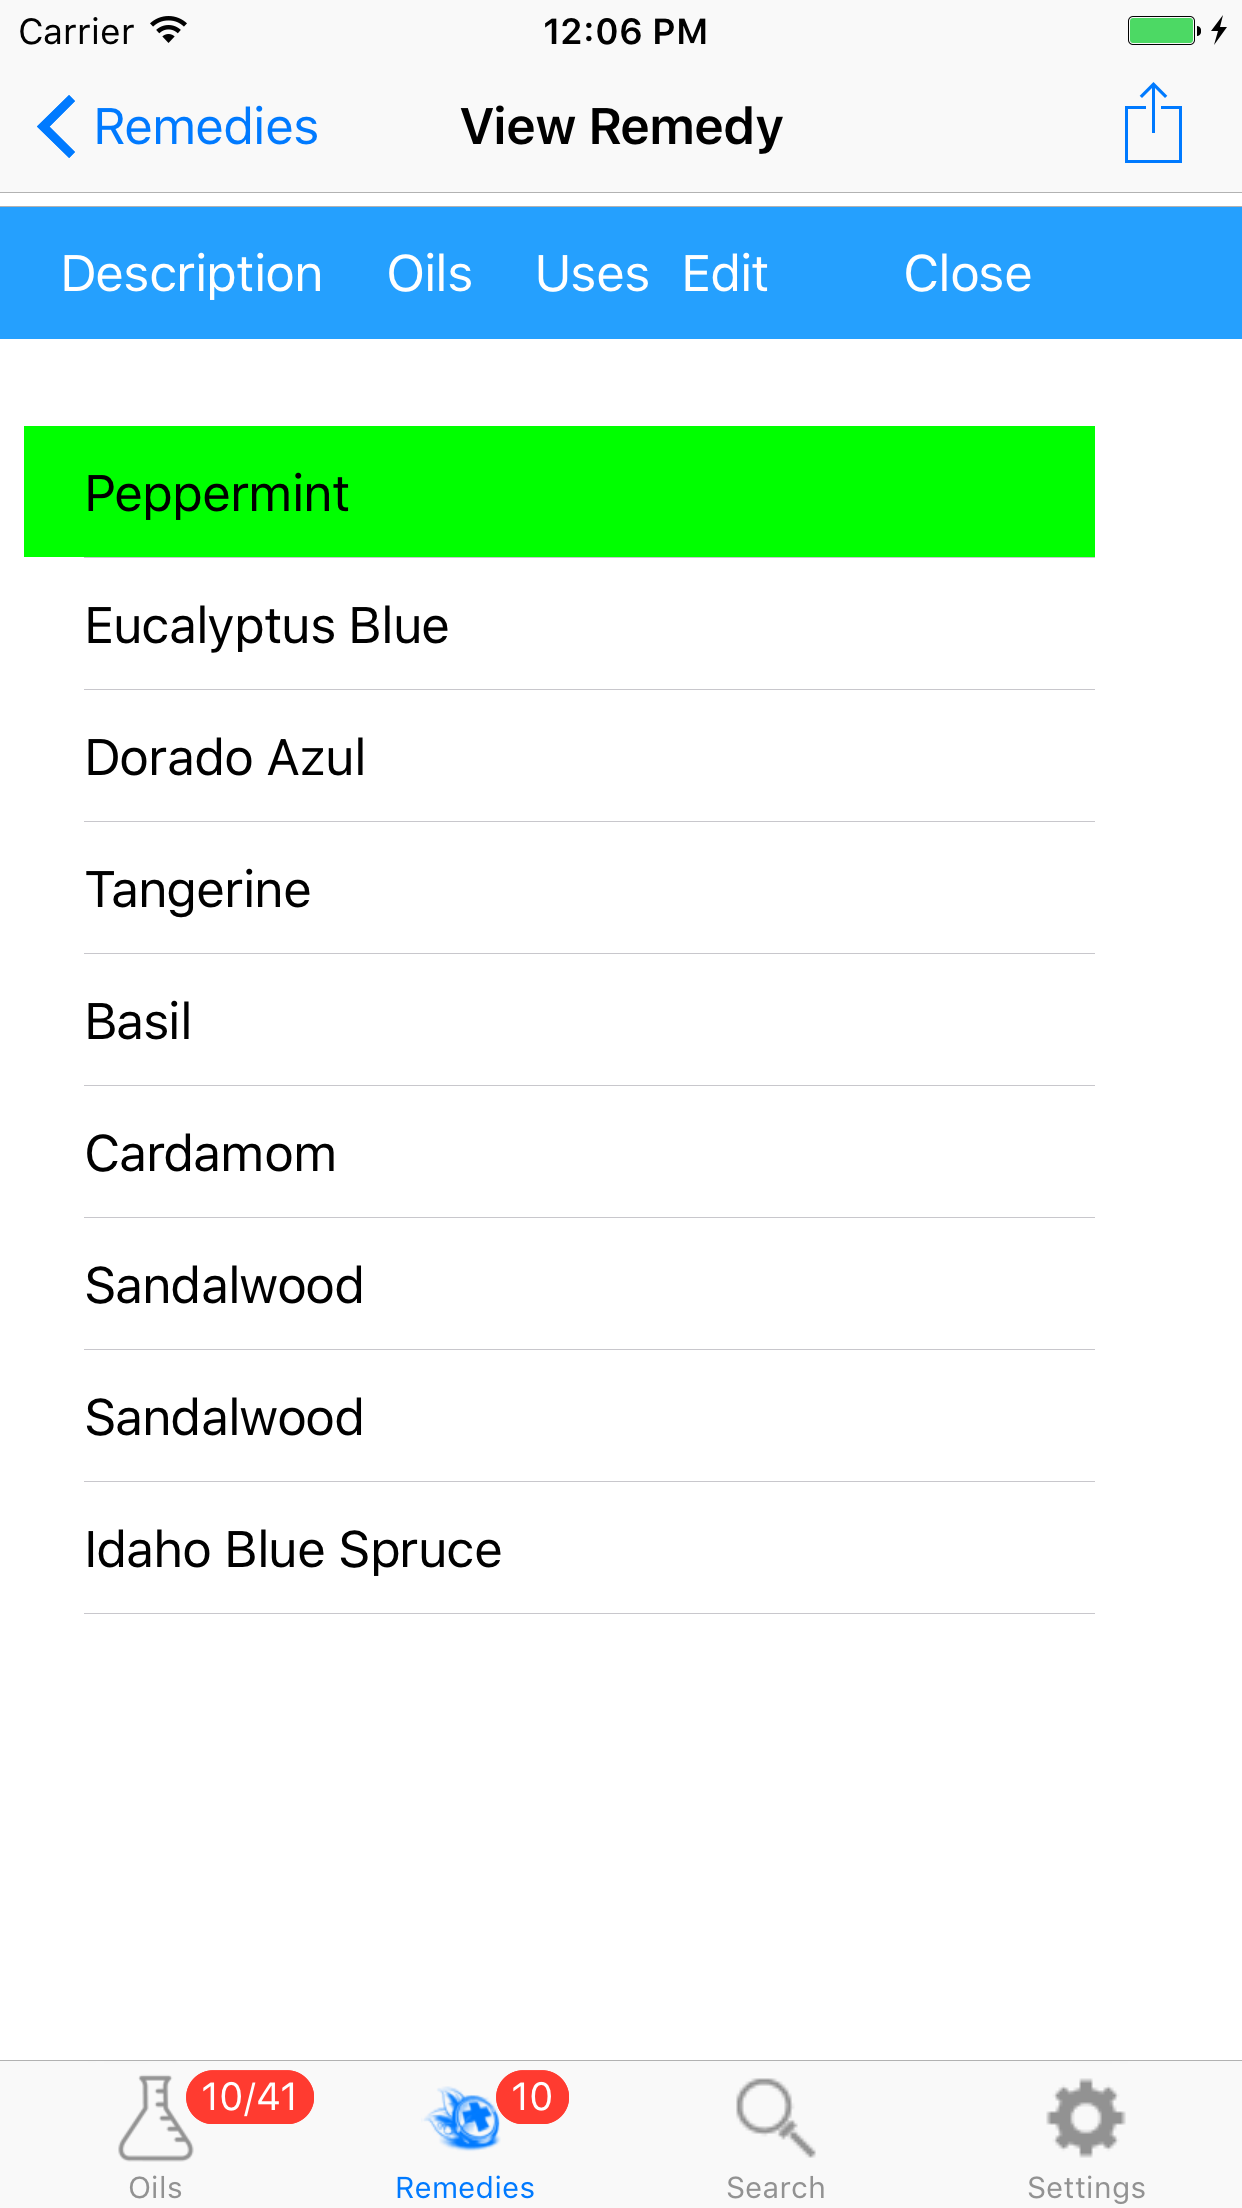 Carrier 12:06 PM
Remedies View Remedy
Description Oils Uses Edit Close
Peppermint
Eucalyptus Blue
Dorado Azul
Tangerine
Basil
Cardamom
Sandalwood
Sandalwood
Idaho Blue Spruce
10/41 10
Oils Remedies Search Settings